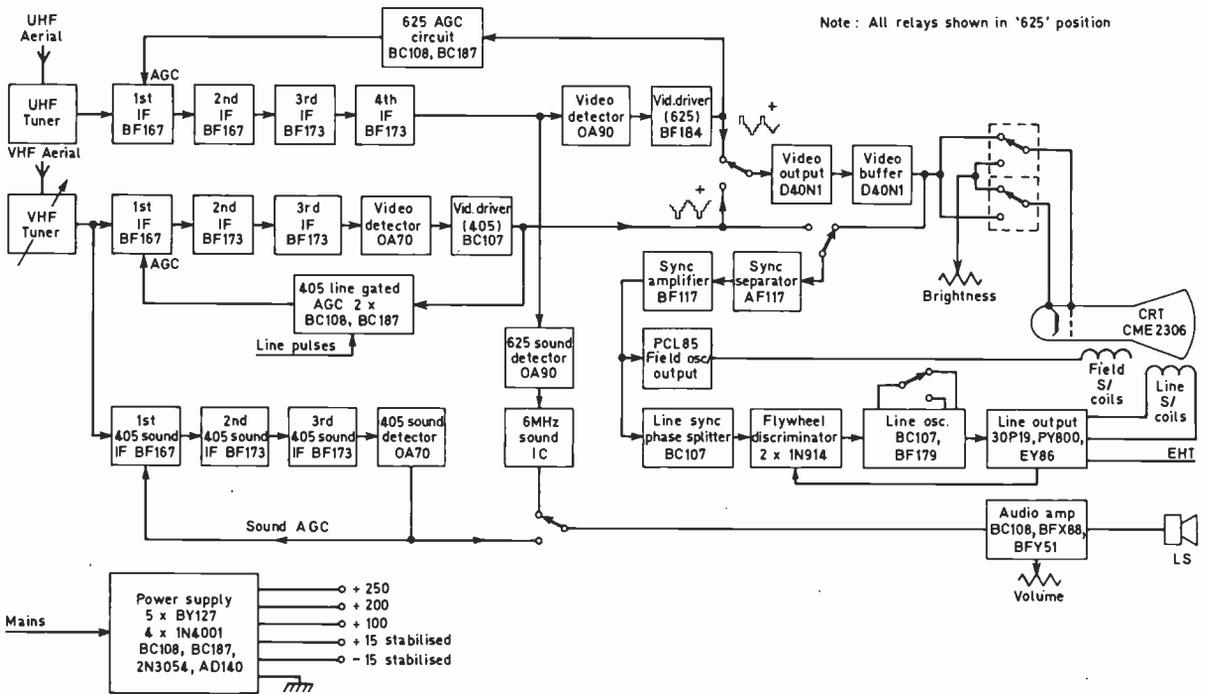 UHF
Aerial
625 AGC
circuit
BC108, BC187
Note : All relays shown in '625' position
AGC
UHF
Tuner
1st
IF
BF167
2nd
IF
BF167
3rd
IF
BF173
4th
IF
BF173
Video
detector
OA90
Vid.driver
(625)
BF184
+
VHF Aerial
VHF
Tuner
1st
IF
BF167
2nd
IF
BF173
3rd
IF
BF173
Video
detector
OA70
Vid.driver
(405)
BC107
+
Video
output
D40N1
Video
buffer
D40N1
AGC
405 line gated
AGC 2 x
BC108, BC187
Line pulses
Sync
amplifier
BF117
Sync
separator
AF117
Brightness
CRT
CME2306
625 sound
detector
OA90
PCL85
Field osc/
output
Field
S/
coils
Line
S/
coils
1st
405 sound
IF BF167
2nd
405 sound
IF BF173
3rd
405 sound
IF BF173
405 sound
detector
OA70
6MHz
sound
IC
Line sync
phase splitter
BC107
Flywheel
discriminator
2 x 1N914
Line osc.
BC107,
BF179
Line output
30P19, PY800,
EY86
EHT
Sound AGC
Audio amp
BC108, BFX88,
BFY51
LS
Volume
Mains
Power supply
5 x BY127
4 x 1N4001
BC108, BC187,
2N3054, AD140
+ 250
+ 200
+ 100
+ 15 stabilised
- 15 stabilised